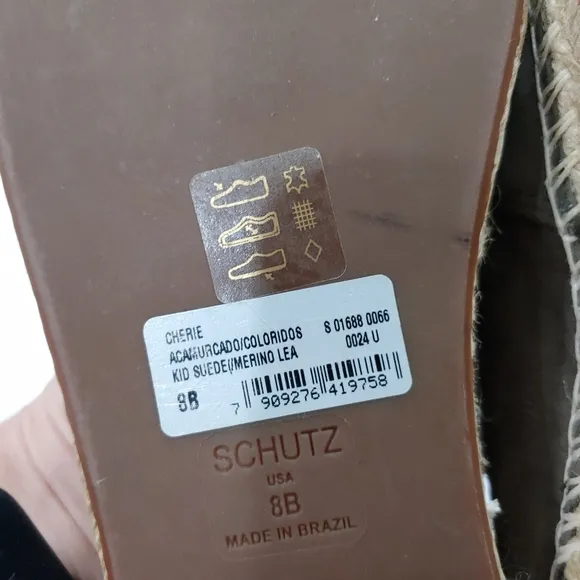 CHERIE
S 01688 0066
ACAMURCADO/COLORIDOS
0024 U
KID SUEDE/MERINO LEA
8B
7 909276 419758
SCHUTZ
USA
8B
MADE IN BRAZIL